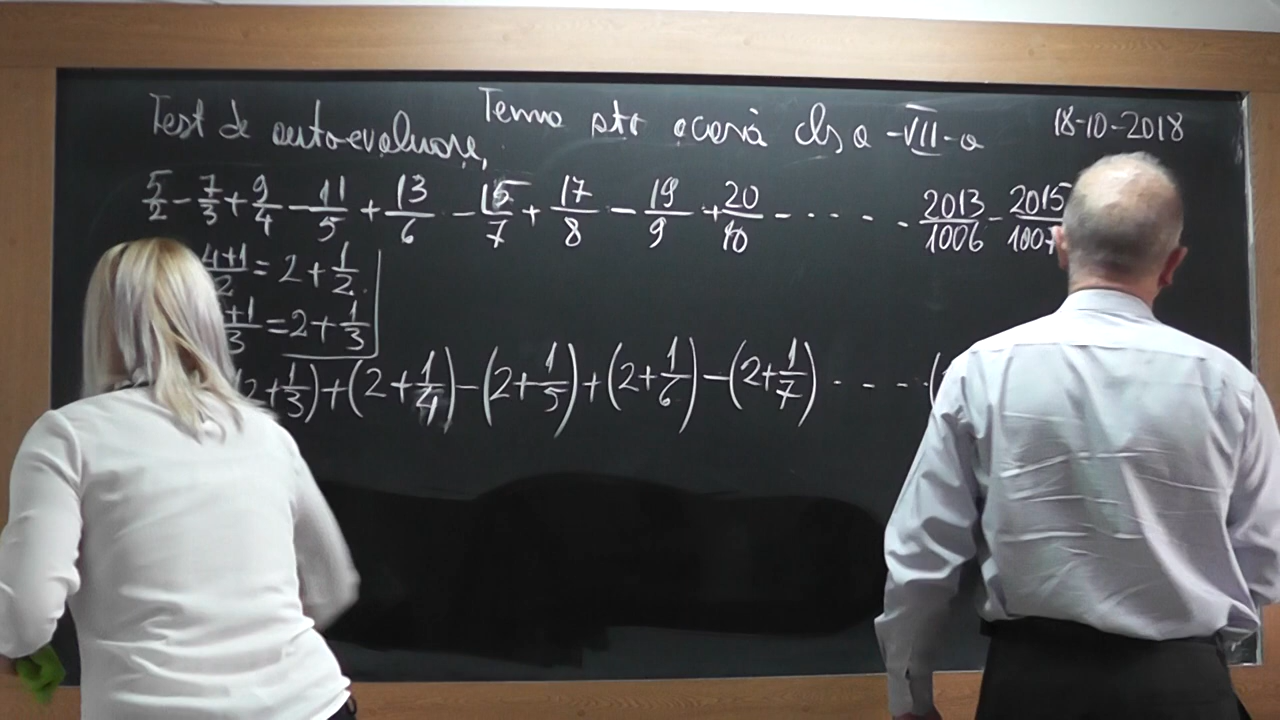 Test de autoevaluare, Tema ptr acasă cls a -VII-a 18-10-2018
5/2 - 7/3 + 9/4 - 11/5 + 13/6 - 15/7 + 17/8 - 19/9 + 20/10 - . . . . - . 2013/1006 - 2015/1007
4+1/2 = 2 + 1/2
+1/3 = 2 + 1/3
2+1/3) + (2+1/4) - (2+1/5) + (2+1/6) - (2+1/7) . - - - . (